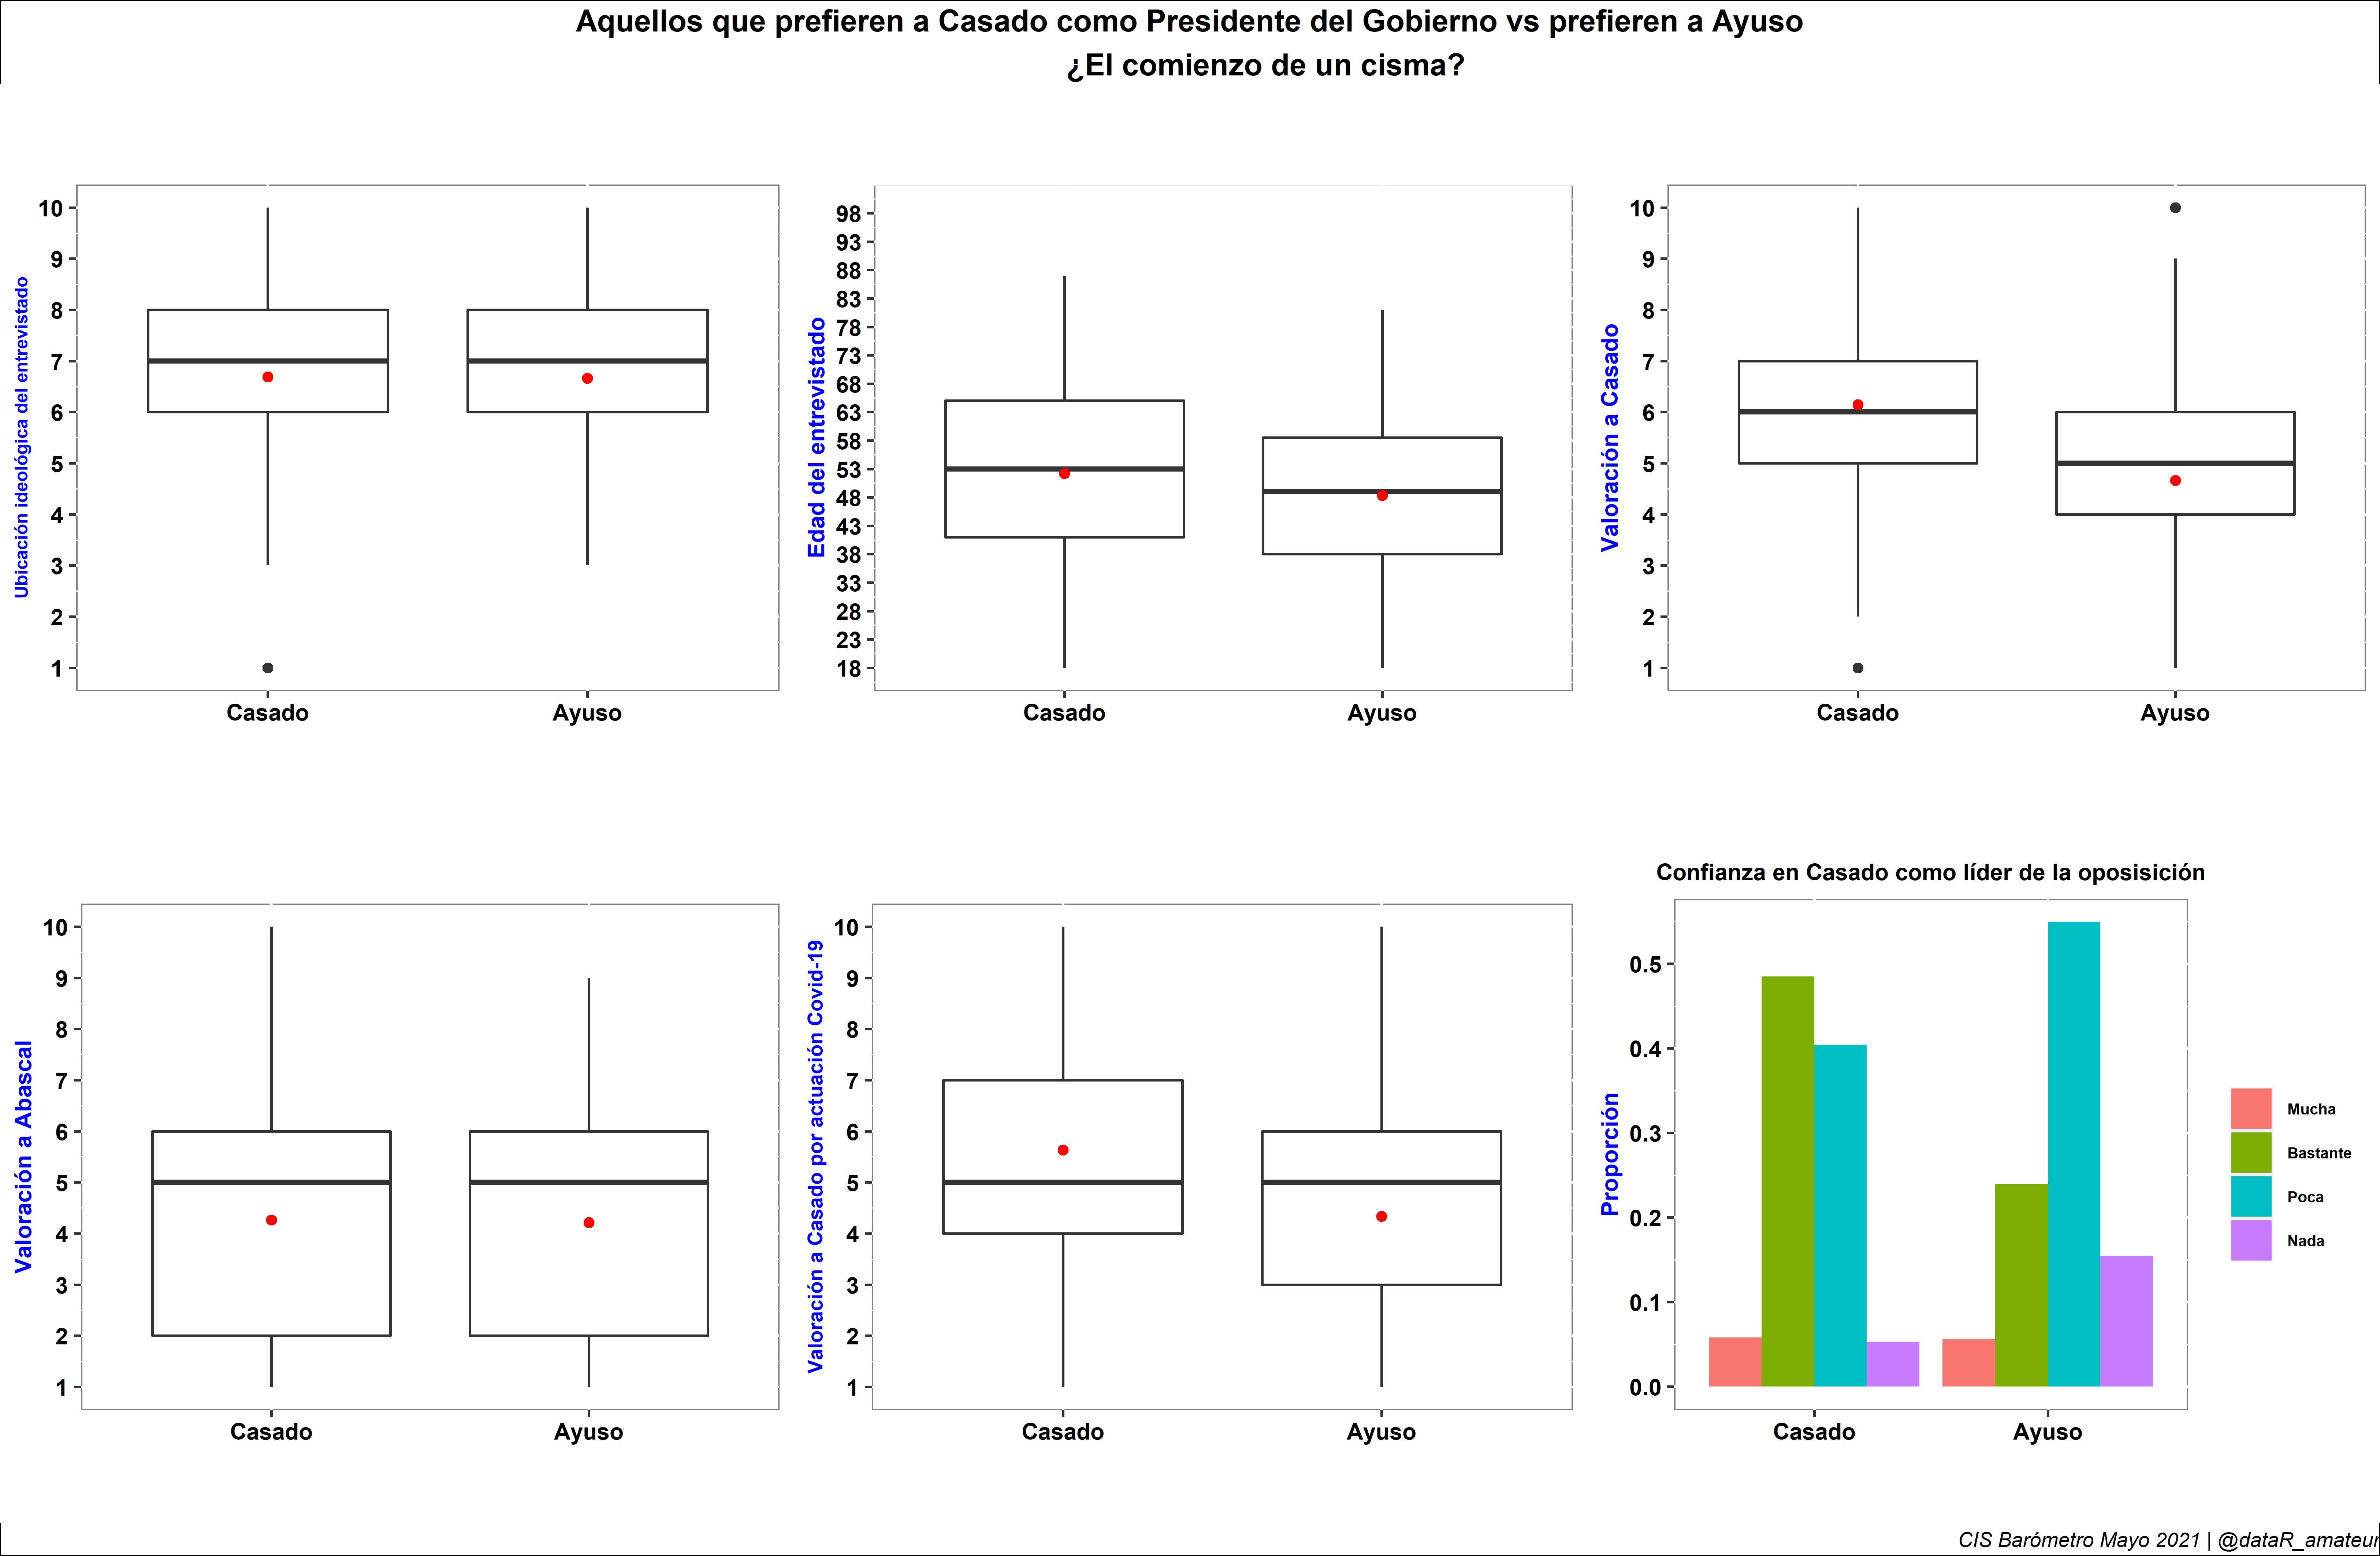 Aquellos que prefieren a Casado como Presidente del Gobierno vs prefieren a Ayuso
¿El comienzo de un cisma?
Ubicación ideológica del entrevistado
10
9
8
7
6
5
4
3
2
1
Casado
Ayuso
Edad del entrevistado
98
93
88
83
78
73
68
63
58
53
48
43
38
33
28
23
18
Casado
Ayuso
Valoración a Casado
10
9
8
7
6
5
4
3
2
1
Casado
Ayuso
Valoración a Abascal
10
9
8
7
6
5
4
3
2
1
Casado
Ayuso
Valoración a Casado por actuación Covid-19
10
9
8
7
6
5
4
3
2
1
Casado
Ayuso
Confianza en Casado como líder de la oposisición
Proporción
0.5
0.4
0.3
0.2
0.1
0.0
Casado
Ayuso
Mucha
Bastante
Poca
Nada
CIS Barómetro Mayo 2021 | @dataR_amateur